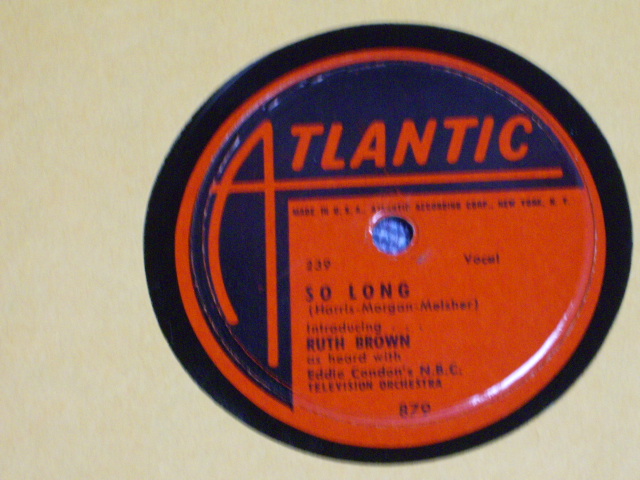 ATLANTIC
MADE IN U.S.A. ATLANTIC RECORDING CORP., NEW YORK, N. Y.
239 Vocal
SO LONG
(Harris-Morgan-Melsher)
Introducing . . .
RUTH BROWN
as heard with
Eddie Condon's N.B.C.
TELEVISION ORCHESTRA
879